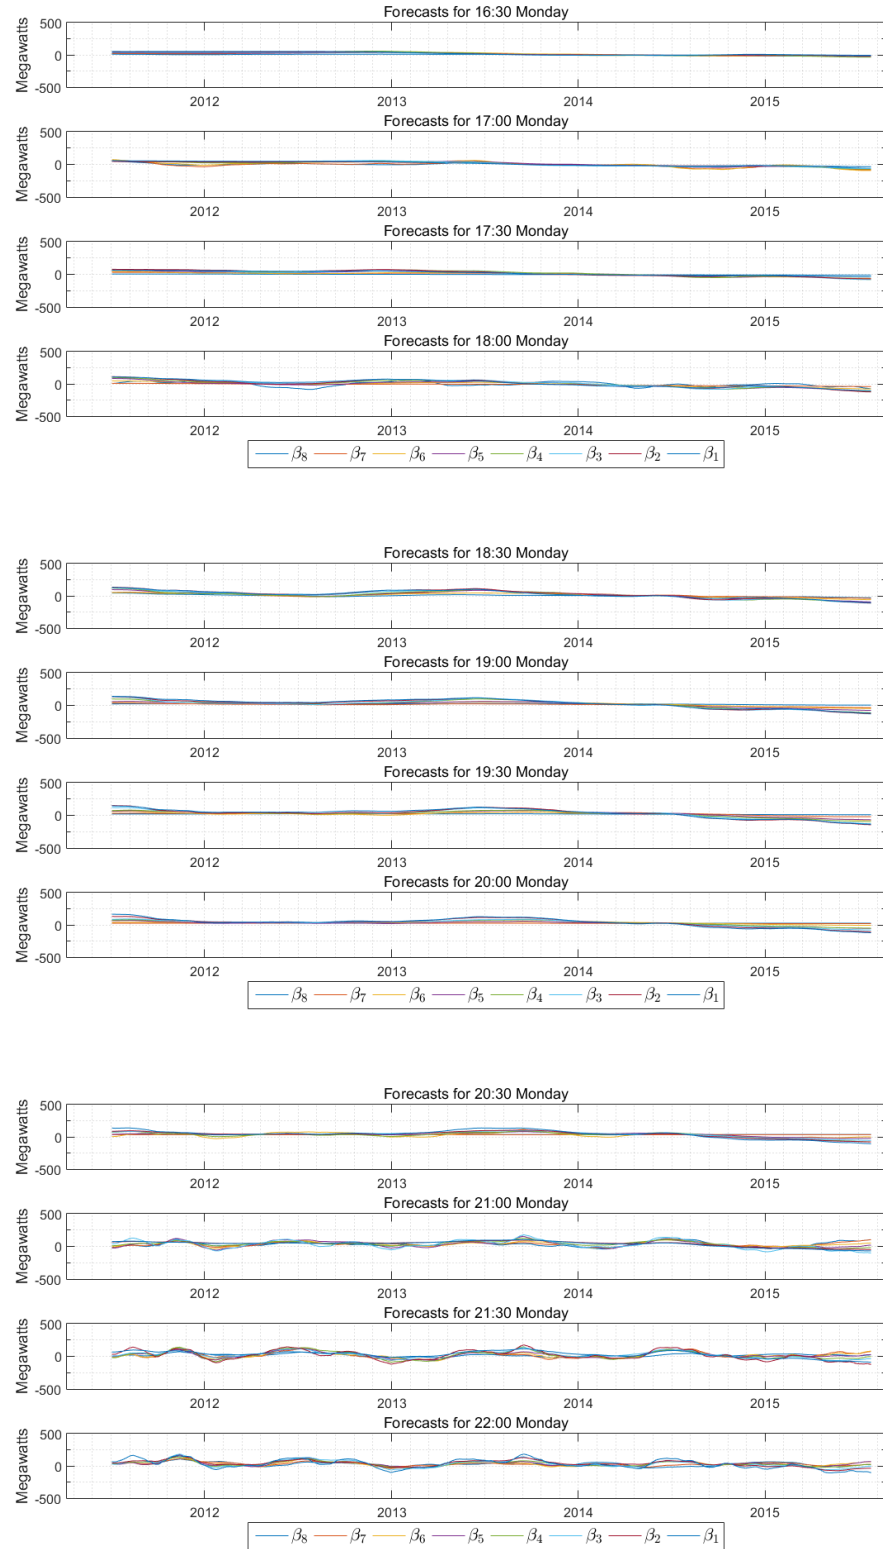 Forecasts for 16:30 Monday
Megawatts
500
0
-500
2012 2013 2014 2015
Forecasts for 17:00 Monday
Megawatts
500
0
-500
2012 2013 2014 2015
Forecasts for 17:30 Monday
Megawatts
500
0
-500
2012 2013 2014 2015
Forecasts for 18:00 Monday
Megawatts
500
0
-500
2012 2013 2014 2015
β8 β7 β6 β5 β4 β3 β2 β1
Forecasts for 18:30 Monday
Megawatts
500
0
-500
2012 2013 2014 2015
Forecasts for 19:00 Monday
Megawatts
500
0
-500
2012 2013 2014 2015
Forecasts for 19:30 Monday
Megawatts
500
0
-500
2012 2013 2014 2015
Forecasts for 20:00 Monday
Megawatts
500
0
-500
2012 2013 2014 2015
β8 β7 β6 β5 β4 β3 β2 β1
Forecasts for 20:30 Monday
Megawatts
500
0
-500
2012 2013 2014 2015
Forecasts for 21:00 Monday
Megawatts
500
0
-500
2012 2013 2014 2015
Forecasts for 21:30 Monday
Megawatts
500
0
-500
2012 2013 2014 2015
Forecasts for 22:00 Monday
Megawatts
500
0
-500
2012 2013 2014 2015
β8 β7 β6 β5 β4 β3 β2 β1